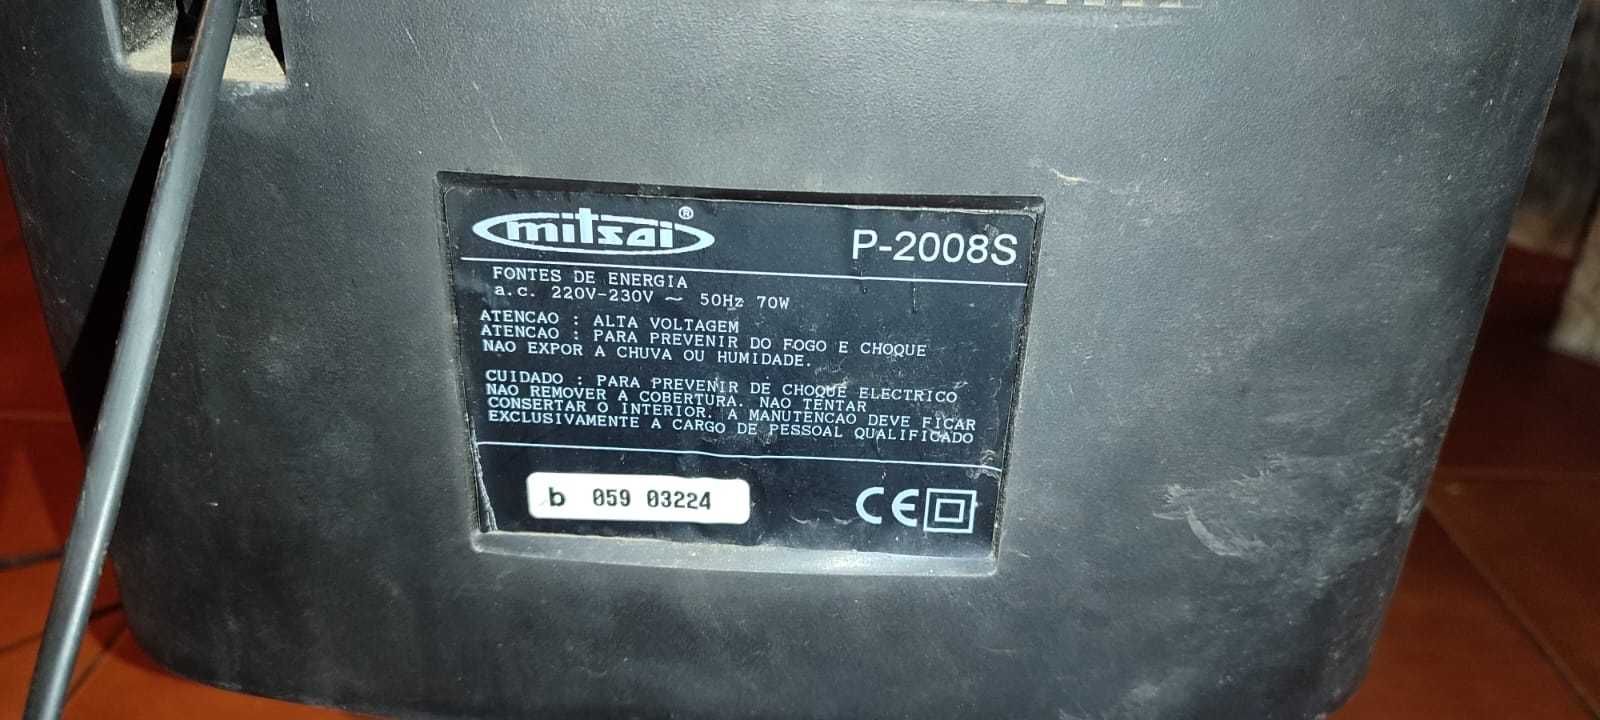 mitsai®
P-2008S
FONTES DE ENERGIA
a.c. 220V-230V ~ 50Hz 70W
ATENCAO : ALTA VOLTAGEM
ATENCAO : PARA PREVENIR DO FOGO E CHOQUE
NAO EXPOR A CHUVA OU HUMIDADE.
CUIDADO : PARA PREVENIR DE CHOQUE ELECTRICO
NAO REMOVER A COBERTURA. NAO TENTAR
CONSERTAR O INTERIOR. A MANUTENCAO DEVE FICAR
EXCLUSIVAMENTE A CARGO DE PESSOAL QUALIFICADO
b 059 03224
CE